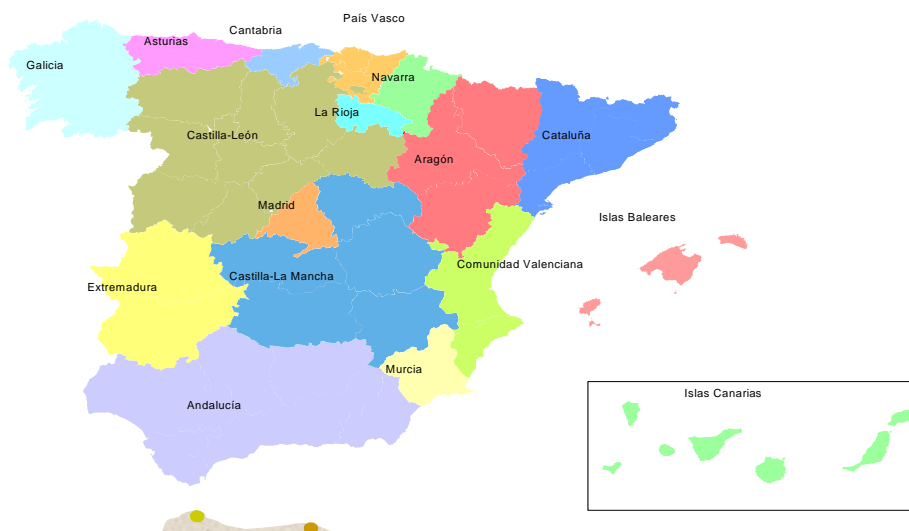 País Vasco
Cantabria
Asturias
Galicia
Navarra
La Rioja
Castilla-León
Cataluña
Aragón
Madrid
Islas Baleares
Comunidad Valenciana
Castilla-La Mancha
Extremadura
Murcia
Islas Canarias
Andalucía